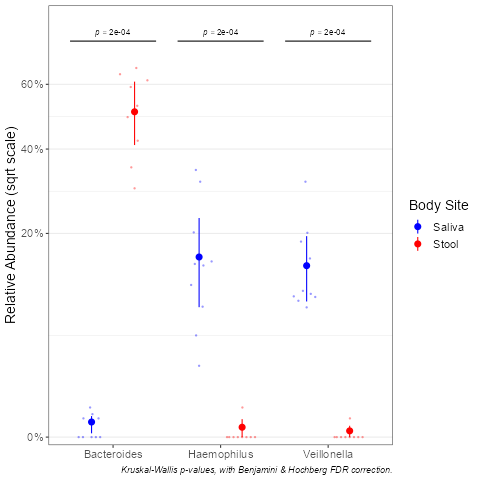 p = 2e-04 p = 2e-04 p = 2e-04
60%
40%
20%
0%
Relative Abundance (sqrt scale)
Bacteroides Haemophilus Veillonella
Kruskal-Wallis p-values, with Benjamini & Hochberg FDR correction.
Body Site
Saliva
Stool